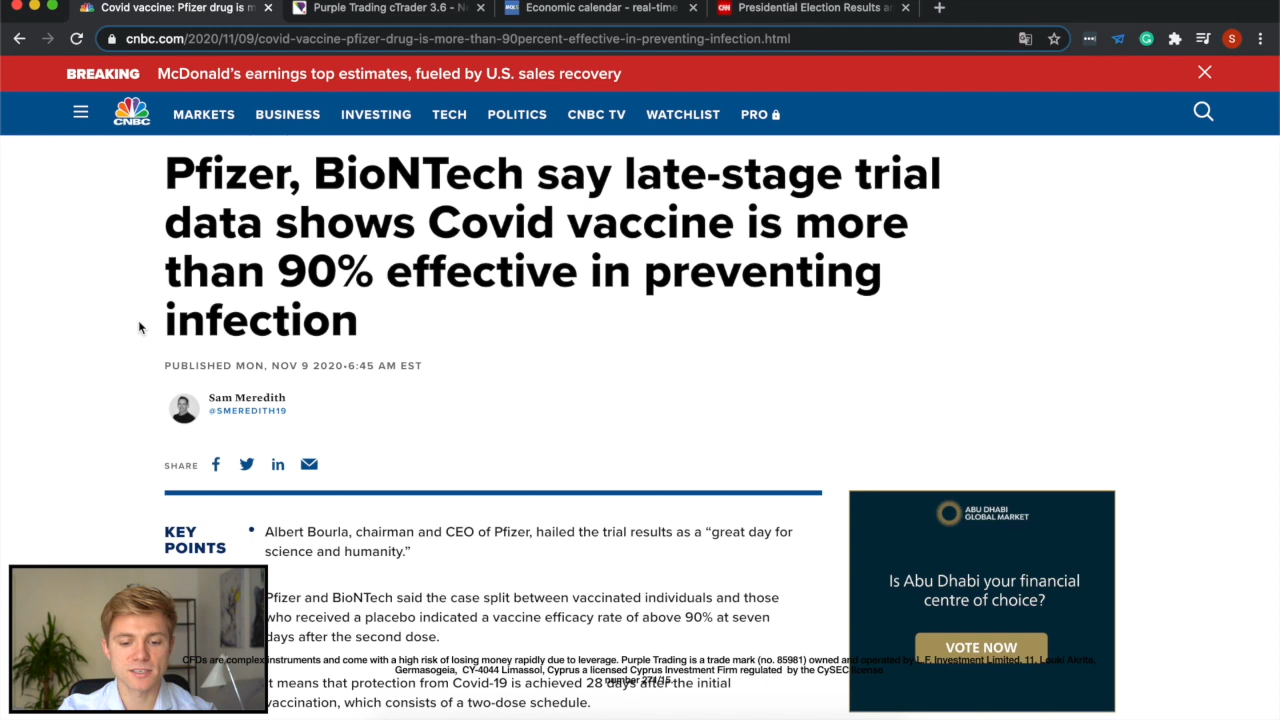 Covid vaccine: Pfizer drug is m
Purple Trading cTrader 3.6 - N
Economic calendar - real-time
Presidential Election Results a
cnbc.com/2020/11/09/covid-vaccine-pfizer-drug-is-more-than-90percent-effective-in-preventing-infection.html
S
BREAKING McDonald's earnings top estimates, fueled by U.S. sales recovery
CNBC
MARKETS BUSINESS INVESTING TECH POLITICS CNBC TV WATCHLIST PRO
Pfizer, BioNTech say late-stage trial
data shows Covid vaccine is more
than 90% effective in preventing
infection
PUBLISHED MON, NOV 9 2020•6:45 AM EST
Sam Meredith
@SMEREDITH19
SHARE
KEY
POINTS
• Albert Bourla, chairman and CEO of Pfizer, hailed the trial results as a “great day for
science and humanity.”
Pfizer and BioNTech said the case split between vaccinated individuals and those
who received a placebo indicated a vaccine efficacy rate of above 90% at seven
days after the second dose.
It means that protection from Covid-19 is achieved 28 days after the initial
vaccination, which consists of a two-dose schedule.
ABU DHABI
GLOBAL MARKET
Is Abu Dhabi your financial
centre of choice?
VOTE NOW
CFDs are complex instruments and come with a high risk of losing money rapidly due to leverage. Purple Trading is a trade mark (no. 85981) owned and operated by L.F. Investment Limited, 11, Louki Akrita,
Germasogeia, CY-4044 Limassol, Cyprus a licensed Cyprus Investment Firm regulated by the CySEC license
number 271/15.